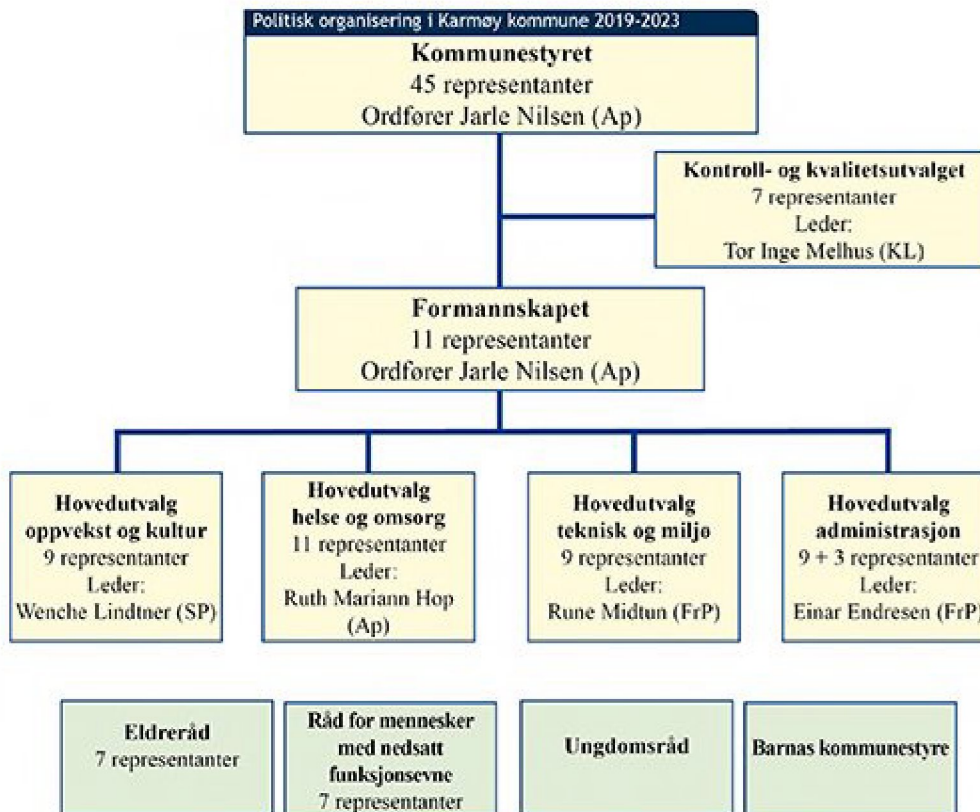 Politisk organisering i Karmøy kommune 2019-2023
Kommunestyret
45 representanter
Ordfører Jarle Nilsen (Ap)
Kontroll- og kvalitetsutvalget
7 representanter
Leder:
Tor Inge Melhus (KL)
Formannskapet
11 representanter
Ordfører Jarle Nilsen (Ap)
Hovedutvalg
oppvekst og kultur
9 representanter
Leder:
Wenche Lindtner (SP)
Hovedutvalg
helse og omsorg
11 representanter
Leder:
Ruth Mariann Hop
(Ap)
Hovedutvalg
teknisk og miljø
9 representanter
Leder:
Rune Midtun (FrP)
Hovedutvalg
administrasjon
9 + 3 representanter
Leder:
Einar Endresen (FrP)
Eldreråd
7 representanter
Råd for mennesker
med nedsatt
funksjonsevne
7 representanter
Ungdomsråd
Barnas kommunestyre